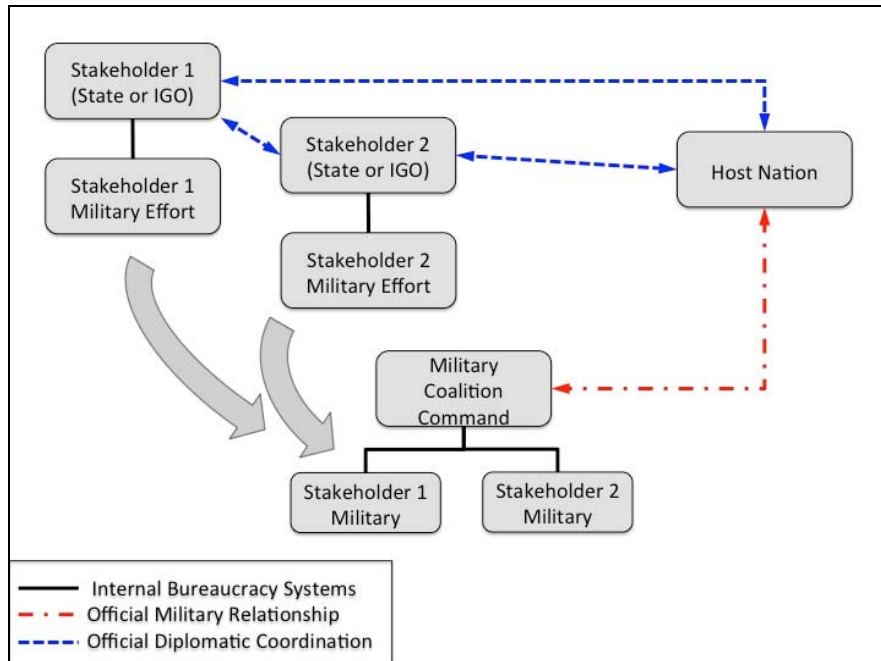 Stakeholder 1
(State or IGO)
Stakeholder 1
Military Effort
Stakeholder 2
(State or IGO)
Stakeholder 2
Military Effort
Host Nation
Military
Coalition
Command
Stakeholder 1
Military
Stakeholder 2
Military
Internal Bureaucracy Systems
Official Military Relationship
Official Diplomatic Coordination